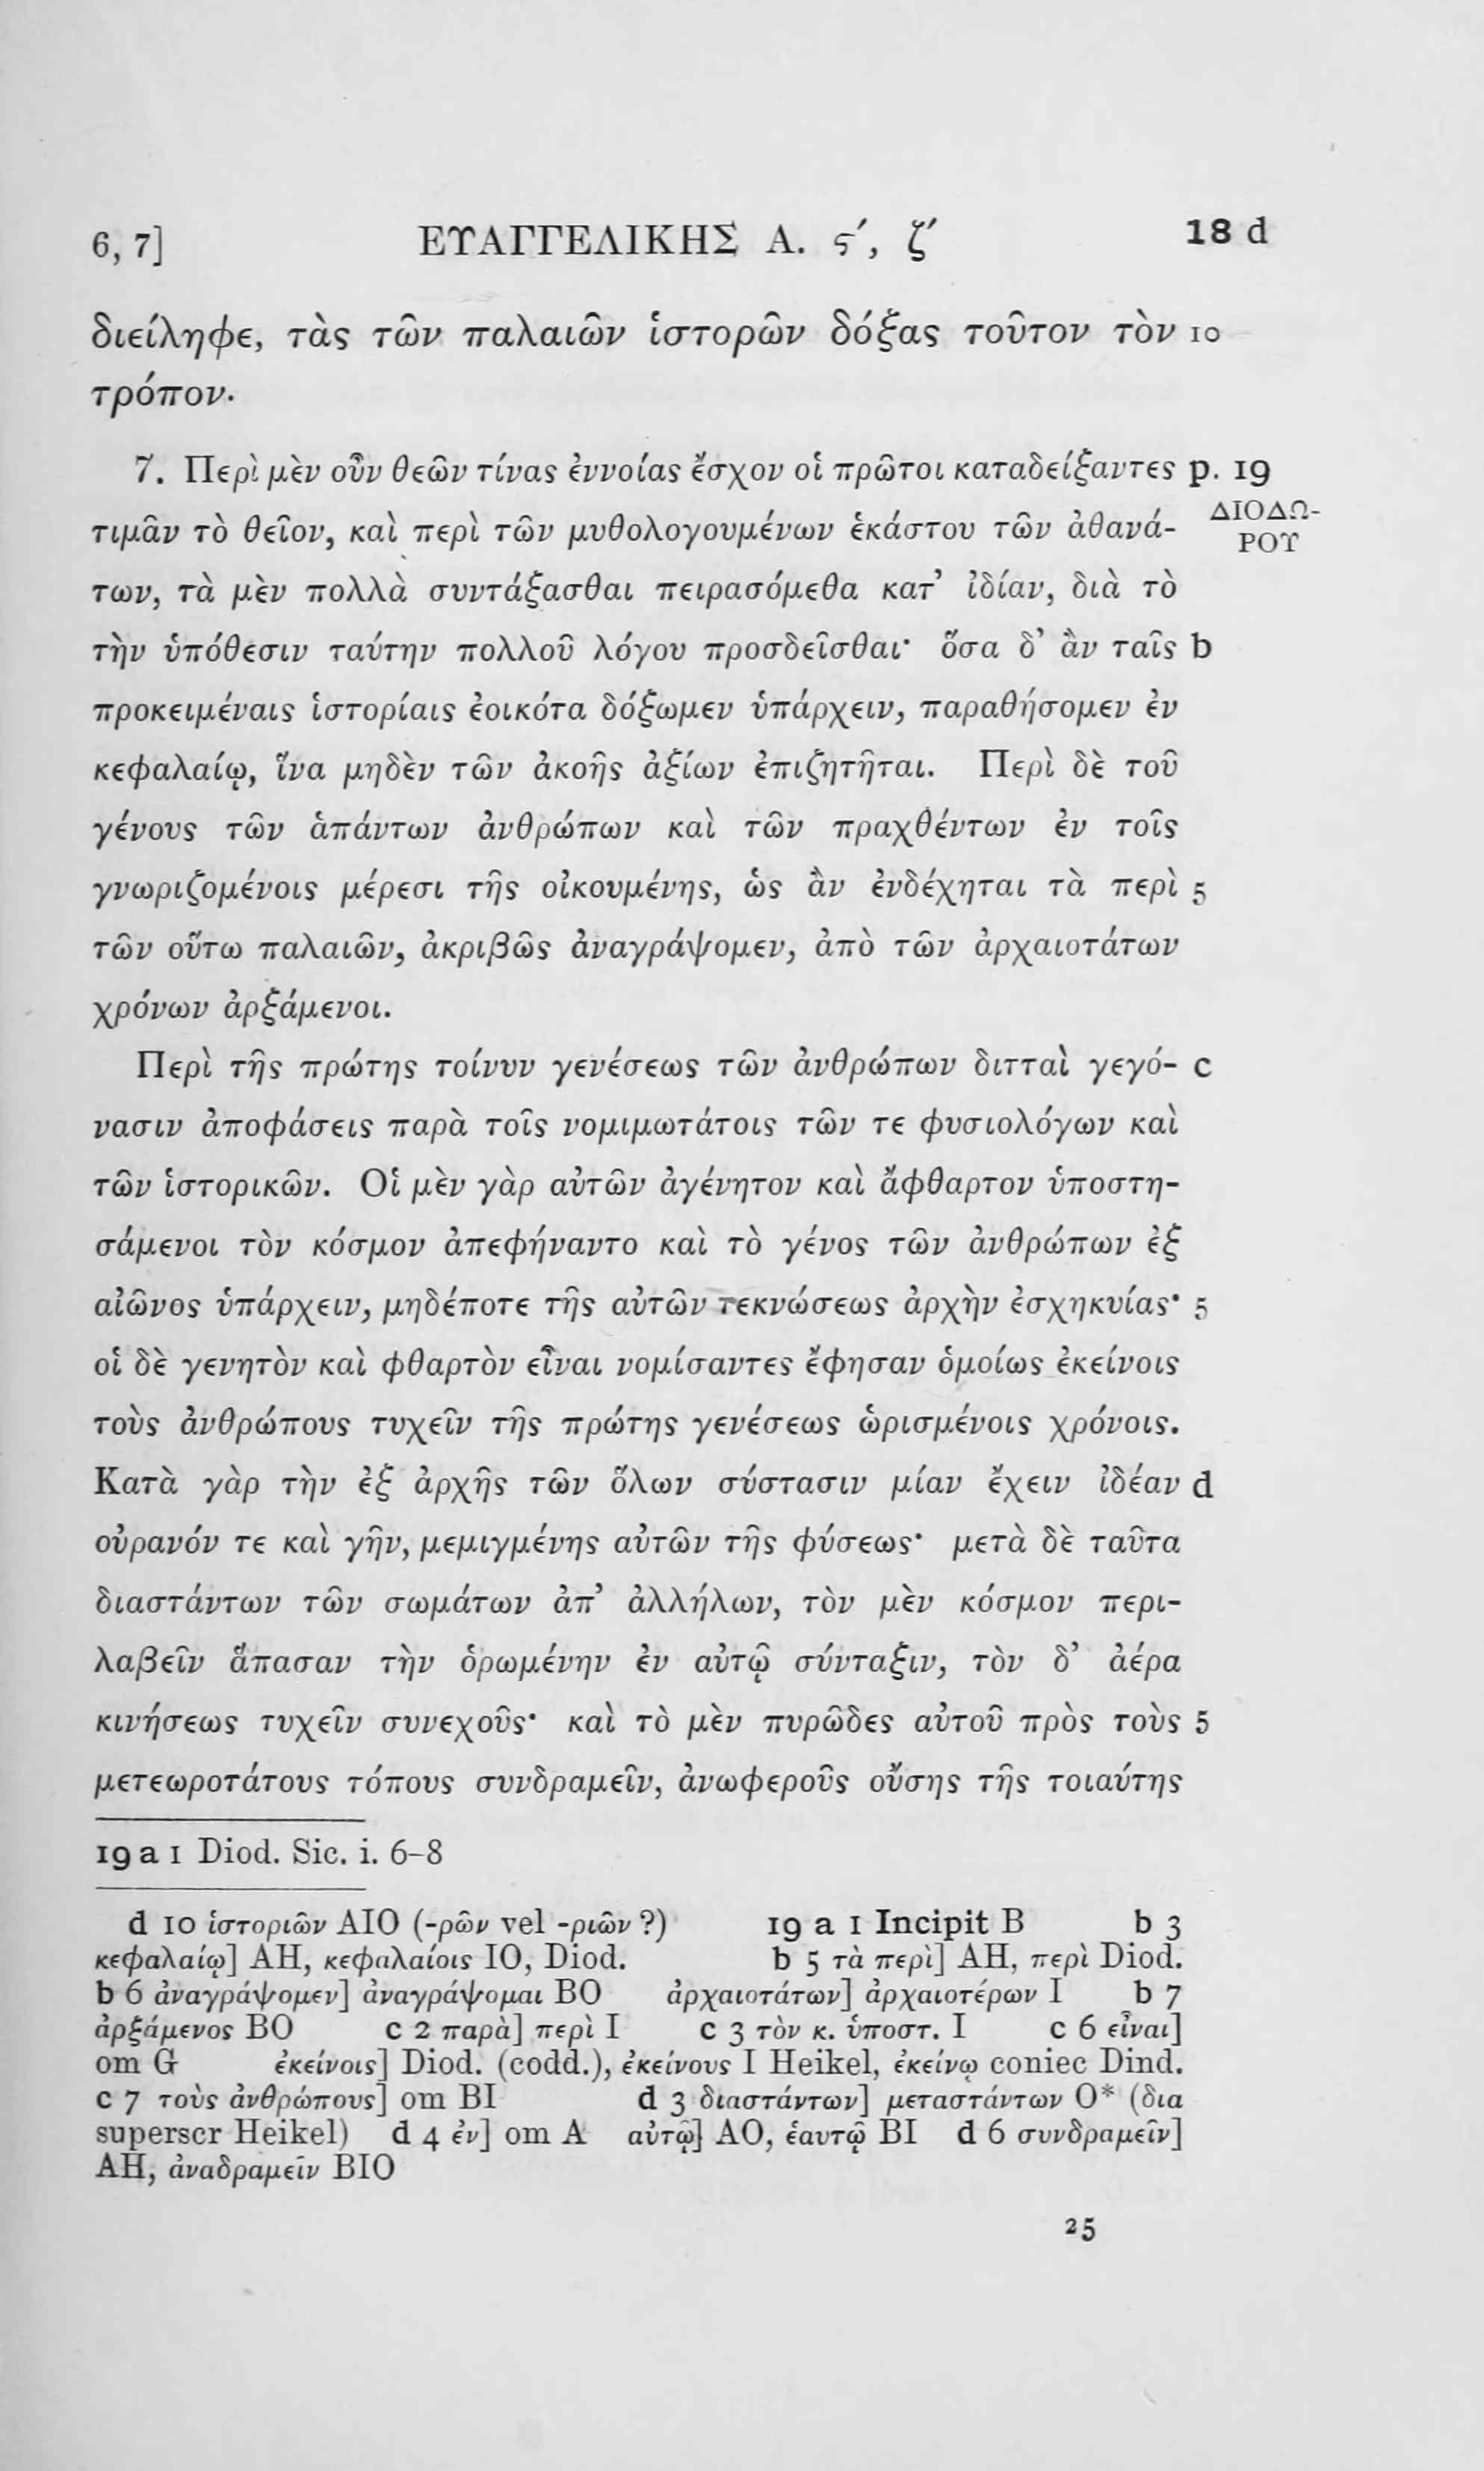 6, 7] ΕΥΑΓΓΕΛΙΚΗΣ Α. ϛ′, ζ′ 18 d
διείληφε, τὰς τῶν παλαιῶν ἱστορῶν δόξας τοῦτον τὸν 10
τρόπον.
7. Περὶ μὲν οὖν θεῶν τίνας ἐννοίας ἔσχον οἱ πρῶτοι καταδείξαντες p. 19
τιμᾶν τὸ θεῖον, καὶ περὶ τῶν μυθολογουμένων ἑκάστου τῶν ἀθανά- ΔΙΟΔΩ-
ΡΟΥ
των, τὰ μὲν πολλὰ συντάξασθαι πειρασόμεθα κατ’ ἰδίαν, διὰ τὸ
τὴν ὑπόθεσιν ταύτην πολλοῦ λόγου προσδεῖσθαι· ὅσα δ’ ἂν ταῖς b
προκειμέναις ἱστορίαις ἐοικότα δόξωμεν ὑπάρχειν, παραθήσομεν ἐν
κεφαλαίῳ, ἵνα μηδὲν τῶν ἀκοῆς ἀξίων ἐπιζητῆται. Περὶ δὲ τοῦ
γένους τῶν ἁπάντων ἀνθρώπων καὶ τῶν πραχθέντων ἐν τοῖς
γνωριζομένοις μέρεσι τῆς οἰκουμένης, ὡς ἂν ἐνδέχηται τὰ περὶ 5
τῶν οὕτω παλαιῶν, ἀκριβῶς ἀναγράψομεν, ἀπὸ τῶν ἀρχαιοτάτων
χρόνων ἀρξάμενοι.
Περὶ τῆς πρώτης τοίνυν γενέσεως τῶν ἀνθρώπων διτταὶ γεγό- c
νασιν ἀποφάσεις παρὰ τοῖς νομιμωτάτοις τῶν τε φυσιολόγων καὶ
τῶν ἱστορικῶν. Οἱ μὲν γὰρ αὐτῶν ἀγένητον καὶ ἄφθαρτον ὑποστη-
σάμενοι τὸν κόσμον ἀπεφήναντο καὶ τὸ γένος τῶν ἀνθρώπων ἐξ
αἰῶνος ὑπάρχειν, μηδέποτε τῆς αὐτῶν τεκνώσεως ἀρχὴν ἐσχηκυίας· 5
οἱ δὲ γενητὸν καὶ φθαρτὸν εἶναι νομίσαντες ἔφησαν ὁμοίως ἐκείνοις
τοὺς ἀνθρώπους τυχεῖν τῆς πρώτης γενέσεως ὡρισμένοις χρόνοις.
Κατὰ γὰρ τὴν ἐξ ἀρχῆς τῶν ὅλων σύστασιν μίαν ἔχειν ἰδέαν d
οὐρανόν τε καὶ γῆν, μεμιγμένης αὐτῶν τῆς φύσεως· μετὰ δὲ ταῦτα
διαστάντων τῶν σωμάτων ἀπ’ ἀλλήλων, τὸν μὲν κόσμον περι-
λαβεῖν ἅπασαν τὴν ὁρωμένην ἐν αὐτῷ σύνταξιν, τὸν δ’ ἀέρα
κινήσεως τυχεῖν συνεχοῦς· καὶ τὸ μὲν πυρῶδες αὐτοῦ πρὸς τοὺς 5
μετεωροτάτους τόπους συνδραμεῖν, ἀνωφεροῦς οὔσης τῆς τοιαύτης
19 a 1 Diod. Sic. i. 6–8
d 10 ἱστοριῶν AIO (-ρῶν vel -ριῶν ?) 19 a 1 Incipit B b 3
κεφαλαίῳ] AH, κεφαλαίοις IO, Diod. b 5 τὰ περὶ] AH, περὶ Diod.
b 6 ἀναγράψομεν] ἀναγράψομαι BO ἀρχαιοτάτων] ἀρχαιοτέρων I b 7
ἀρξάμενος BO c 2 παρὰ] περὶ I c 3 τὸν κ. ὑποστ. I c 6 εἶναι]
om G ἐκείνοις] Diod. (codd.), ἐκείνους I Heikel, ἐκείνῳ coniec Dind.
c 7 τοὺς ἀνθρώπους] om BI d 3 διαστάντων] μεταστάντων O* (δια
superscr Heikel) d 4 ἐν] om A αὐτῷ] AO, ἑαυτῷ BI d 6 συνδραμεῖν]
AH, ἀναδραμεῖν BIO
25